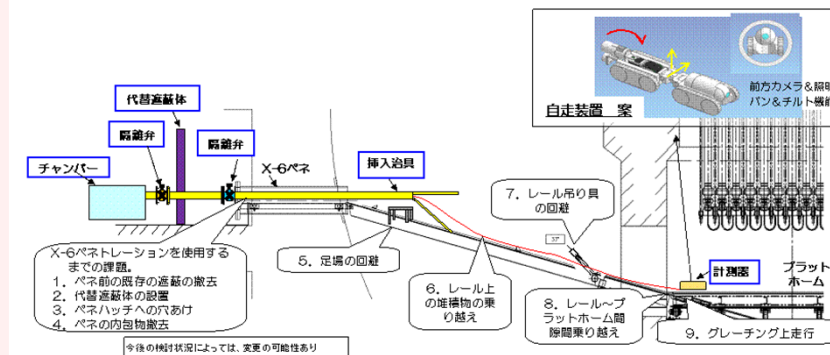 前方カメラ&照明
パン&チルト機能
自走装置　案
代替遮蔽体
隔離弁
隔離弁
チャンバー
X-6ペネ
挿入治具
7．レール吊り具
の回避
X-6ペネトレーションを使用する
までの課題。
1．ペネ前の既存の遮蔽の撤去
2．代替遮蔽体の設置
3．ペネハッチへの穴あけ
4．ペネの内包物撤去
5．足場の回避
6．レール上
の堆積物の乗
り越え
計測器
プラット
ホーム
8．レール～プ
ラットホーム間
隙間乗り越え
9．グレーチング上走行
今後の検討状況によっては、変更の可能性あり